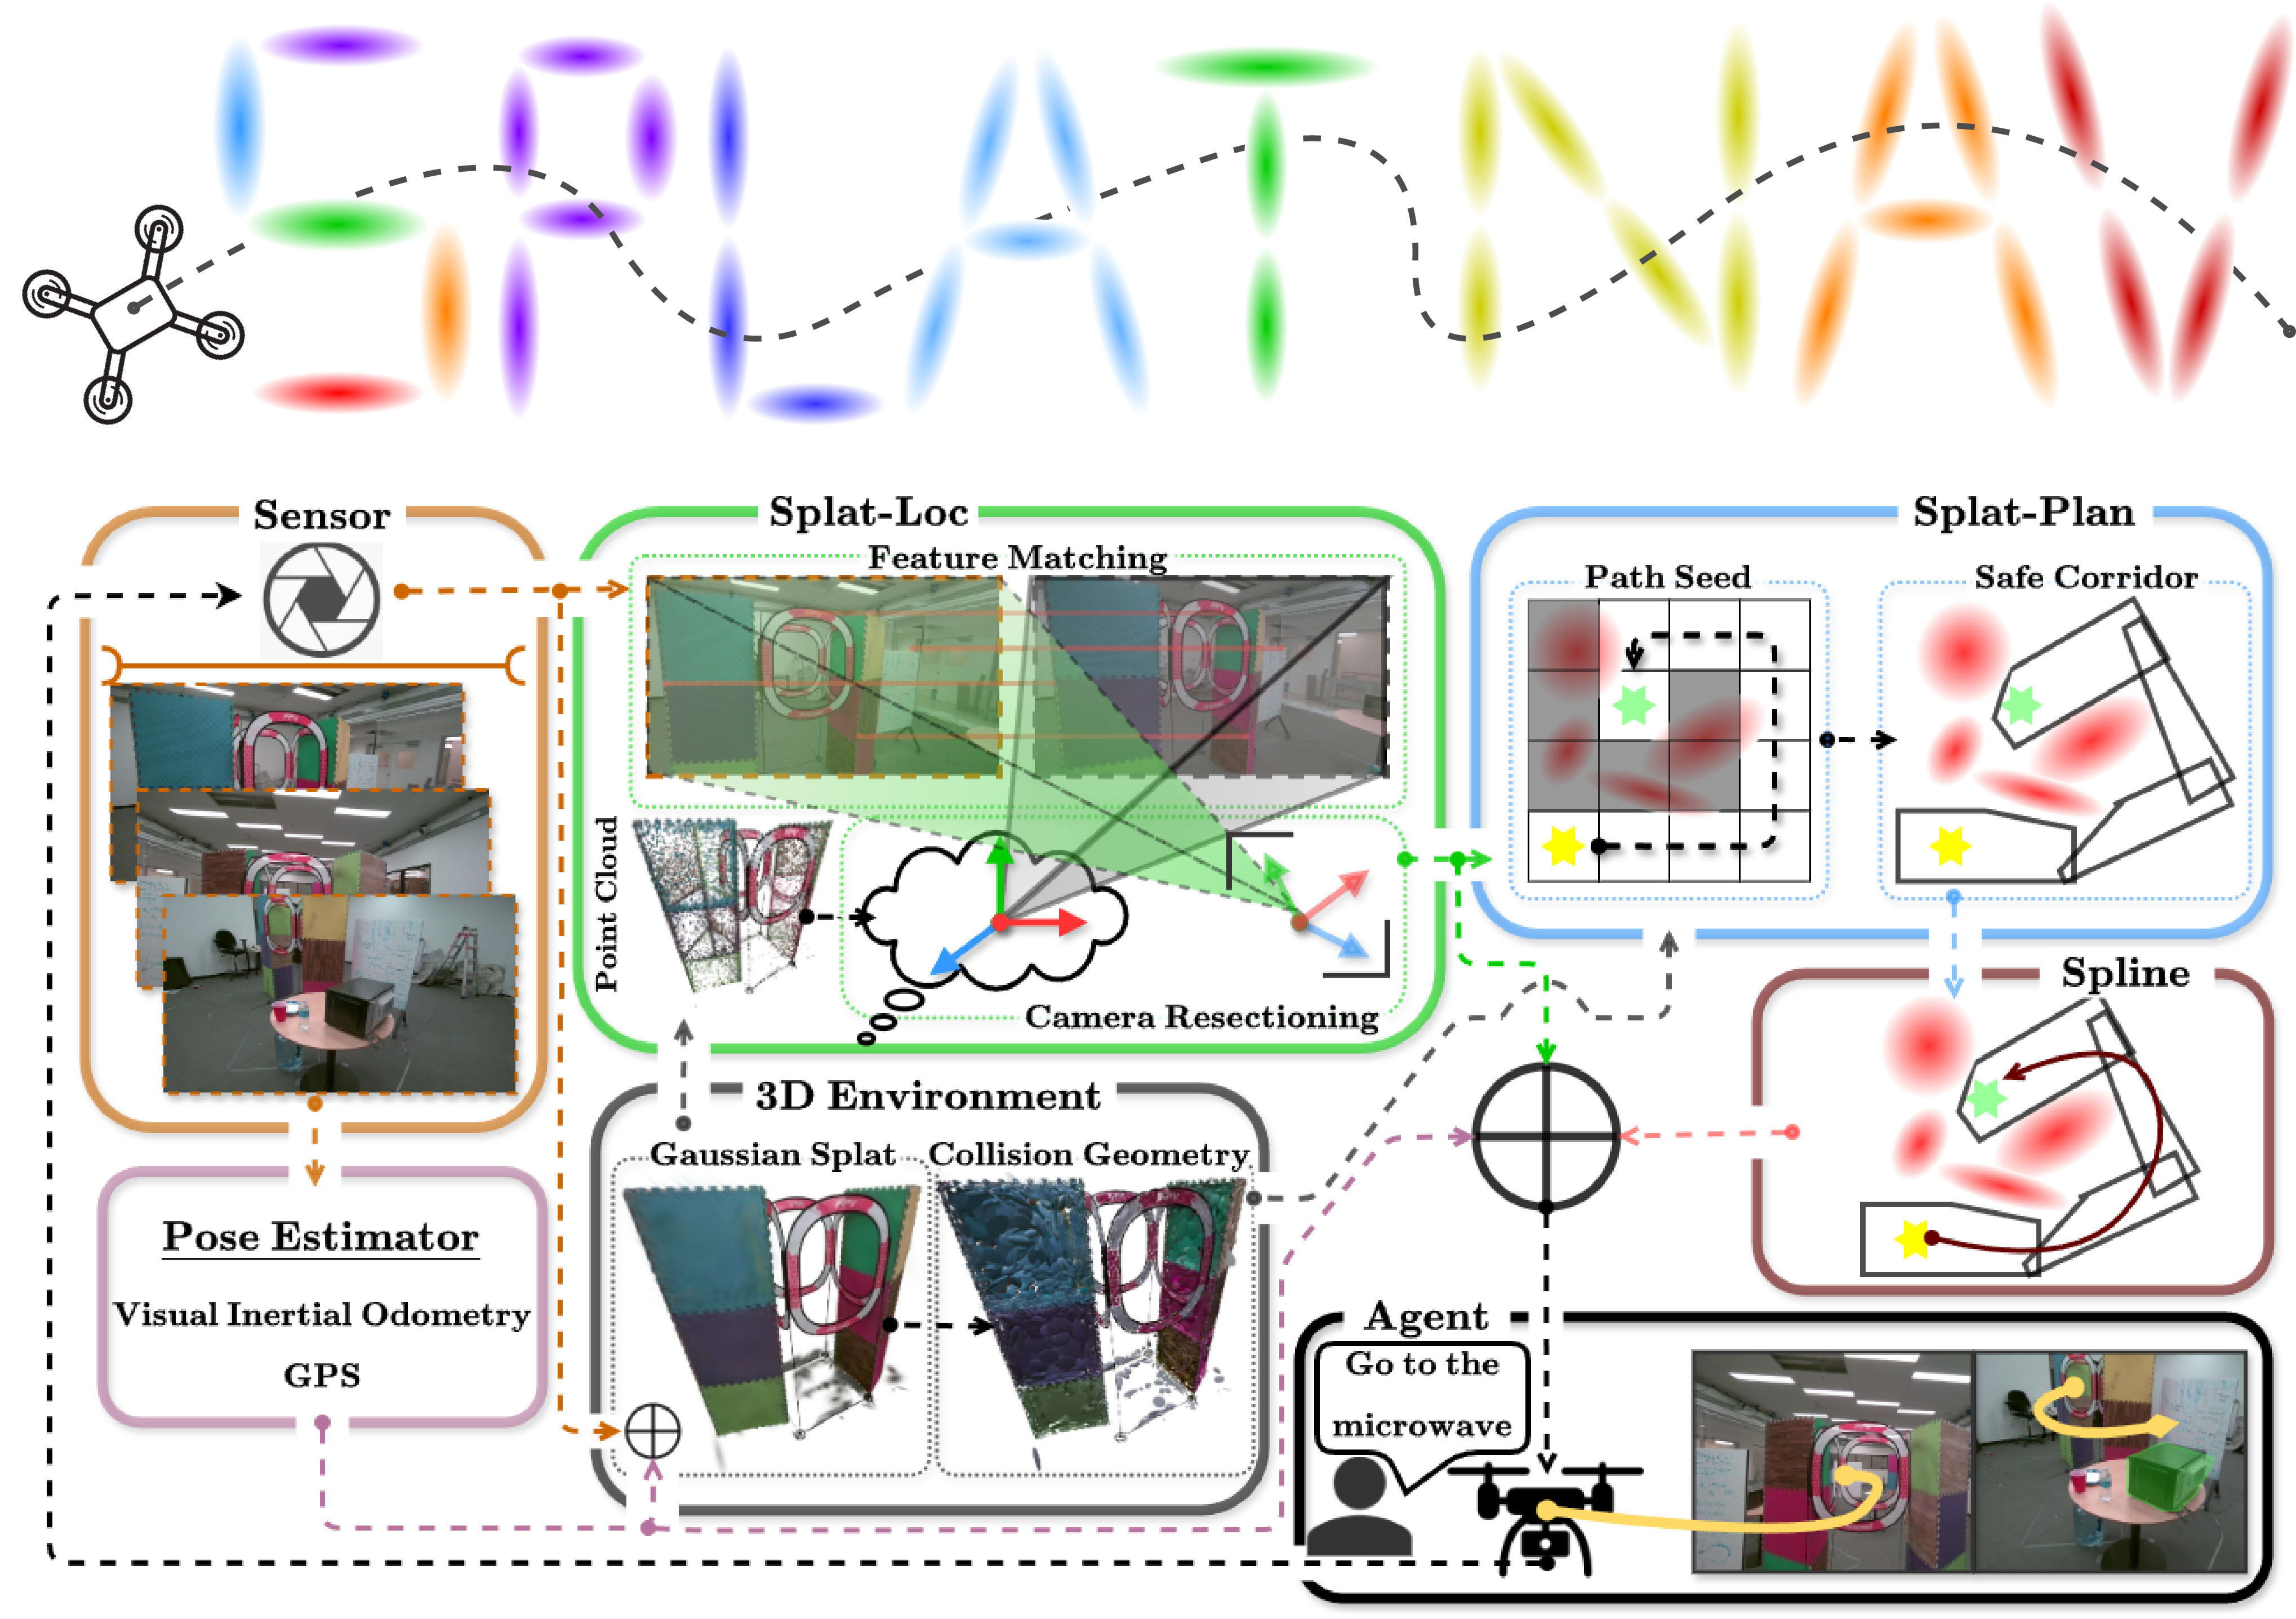 SPLATNAV
Sensor
Splat-Loc
Feature Matching
Point Cloud
Camera Resectioning
Splat-Plan
Path Seed
Safe Corridor
Spline
3D Environment
Gaussian Splat
Collision Geometry
Pose Estimator
Visual Inertial Odometry
GPS
Agent
Go to the
microwave